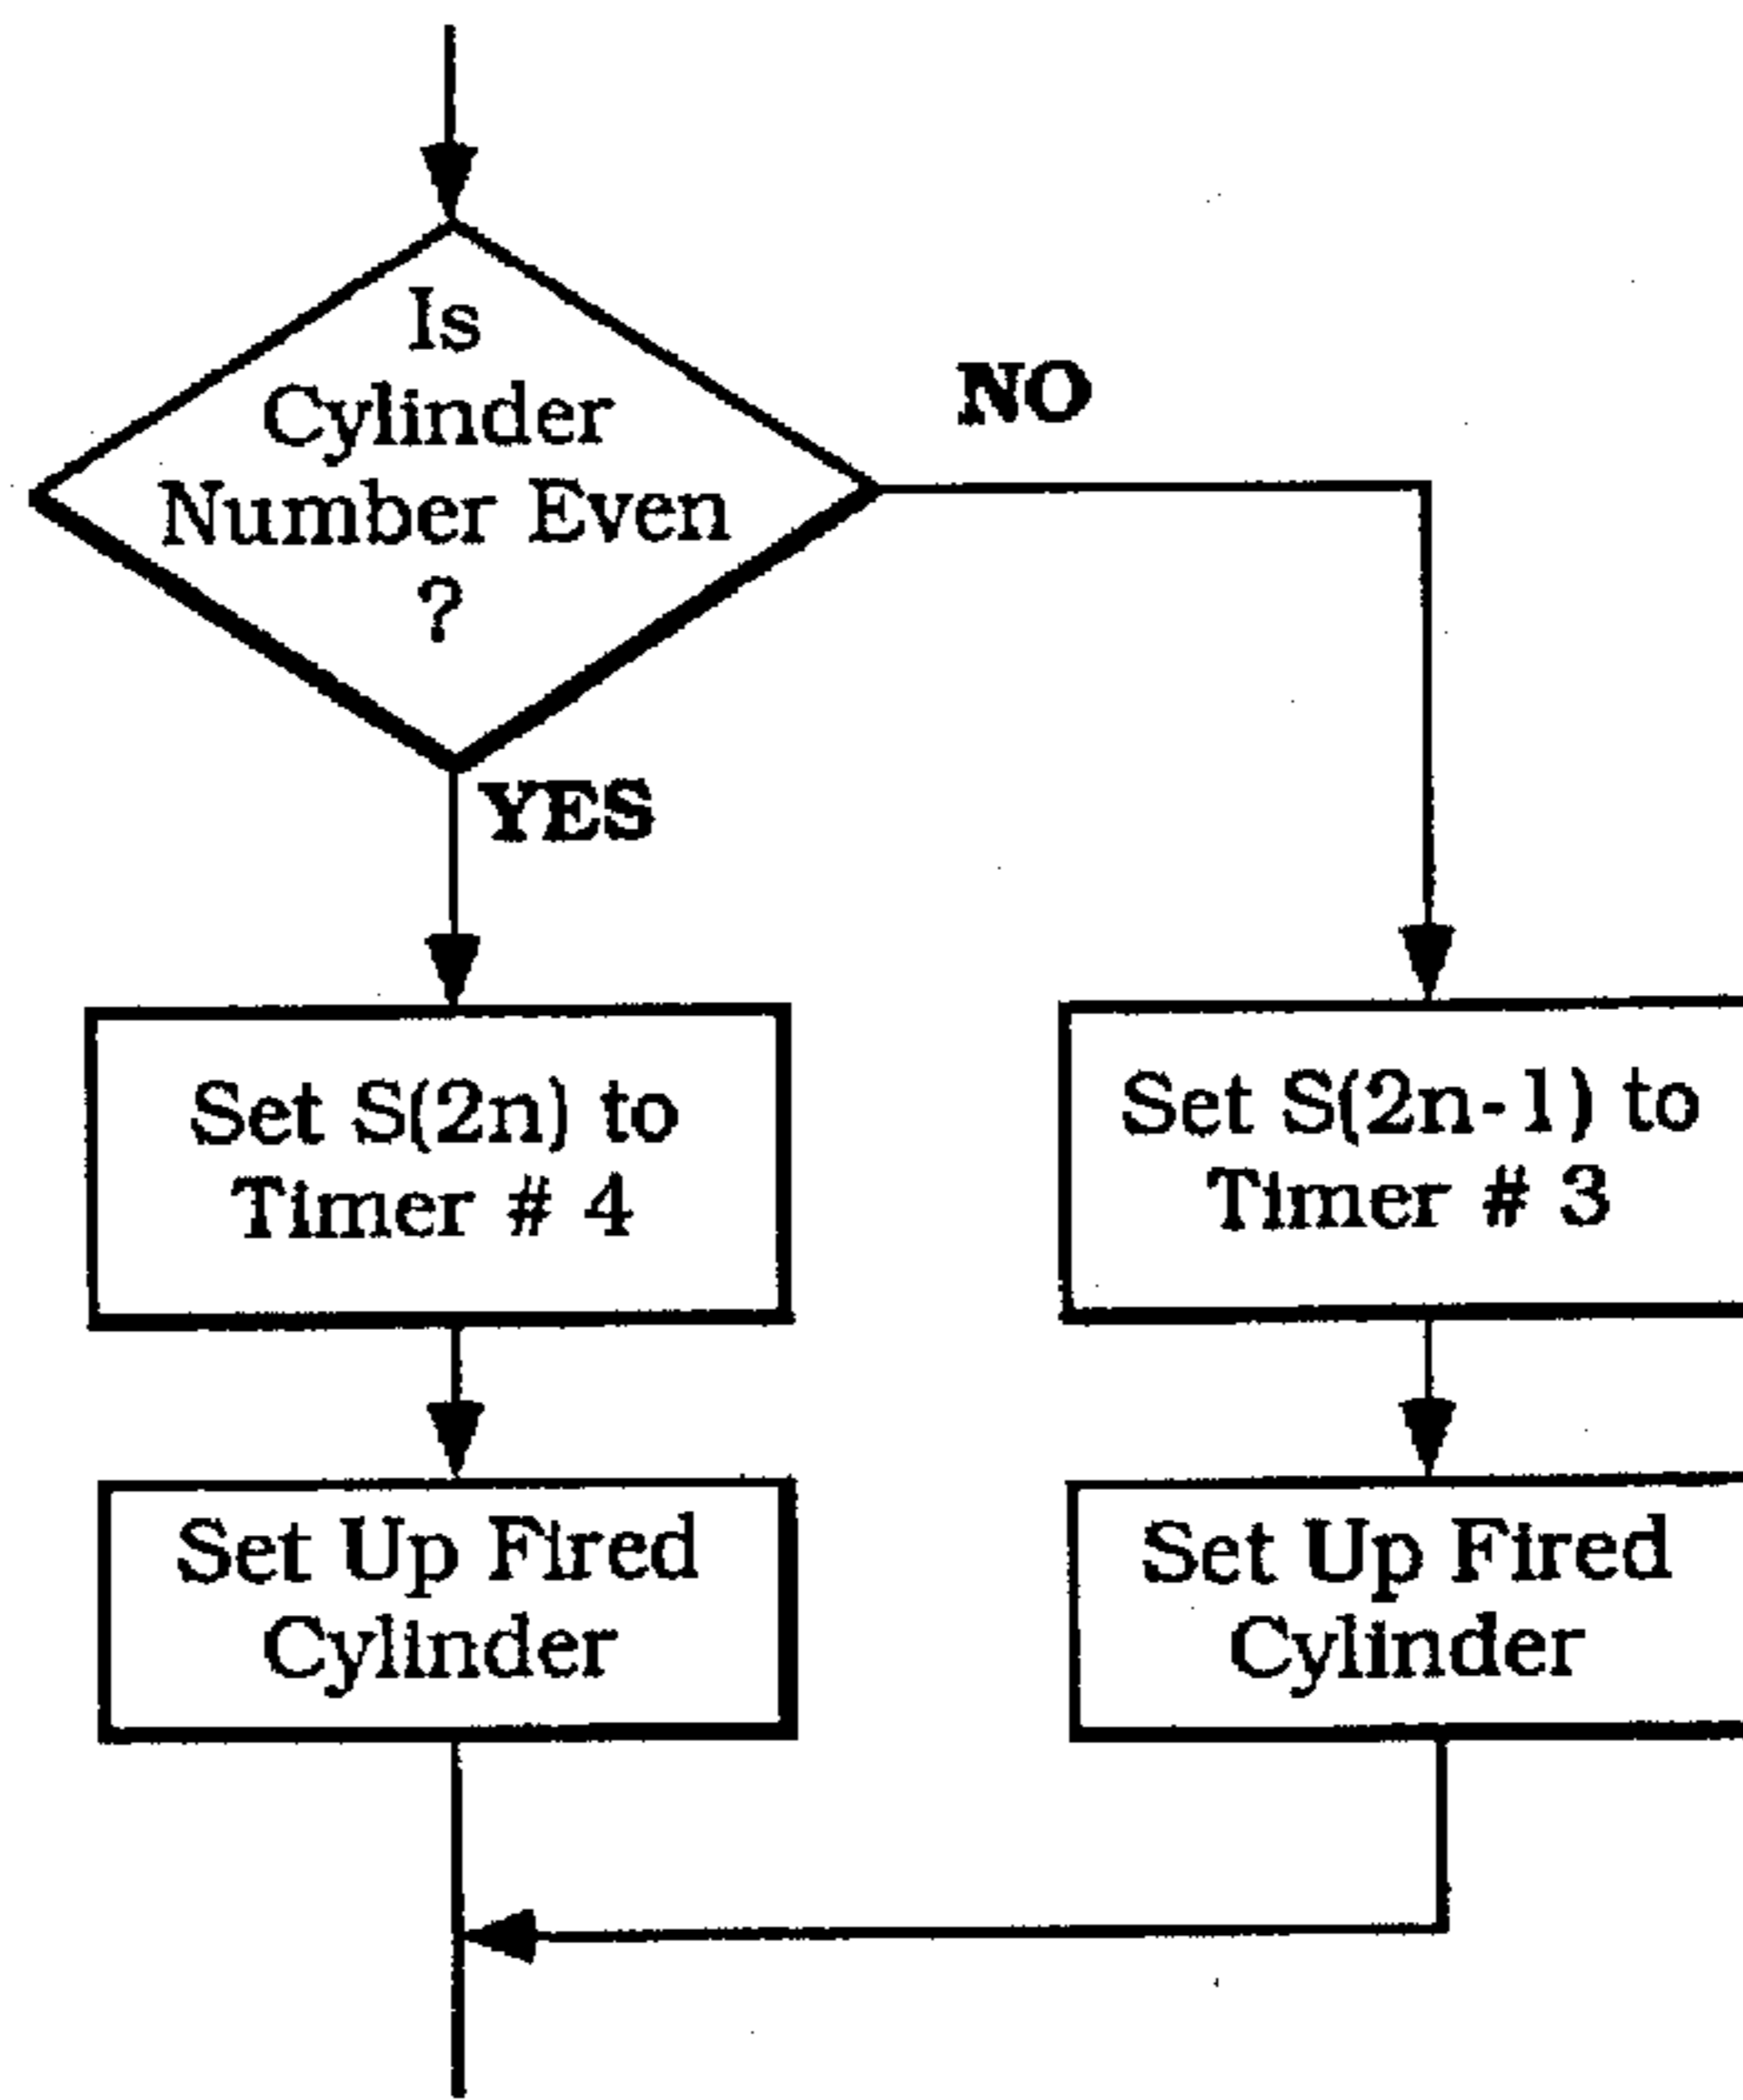 Is
Cylinder
Number Even
?
NO
YES
Set S(2n) to
Timer # 4
Set S(2n-1) to
Timer # 3
Set Up Fired
Cylinder
Set Up Fired
Cylinder